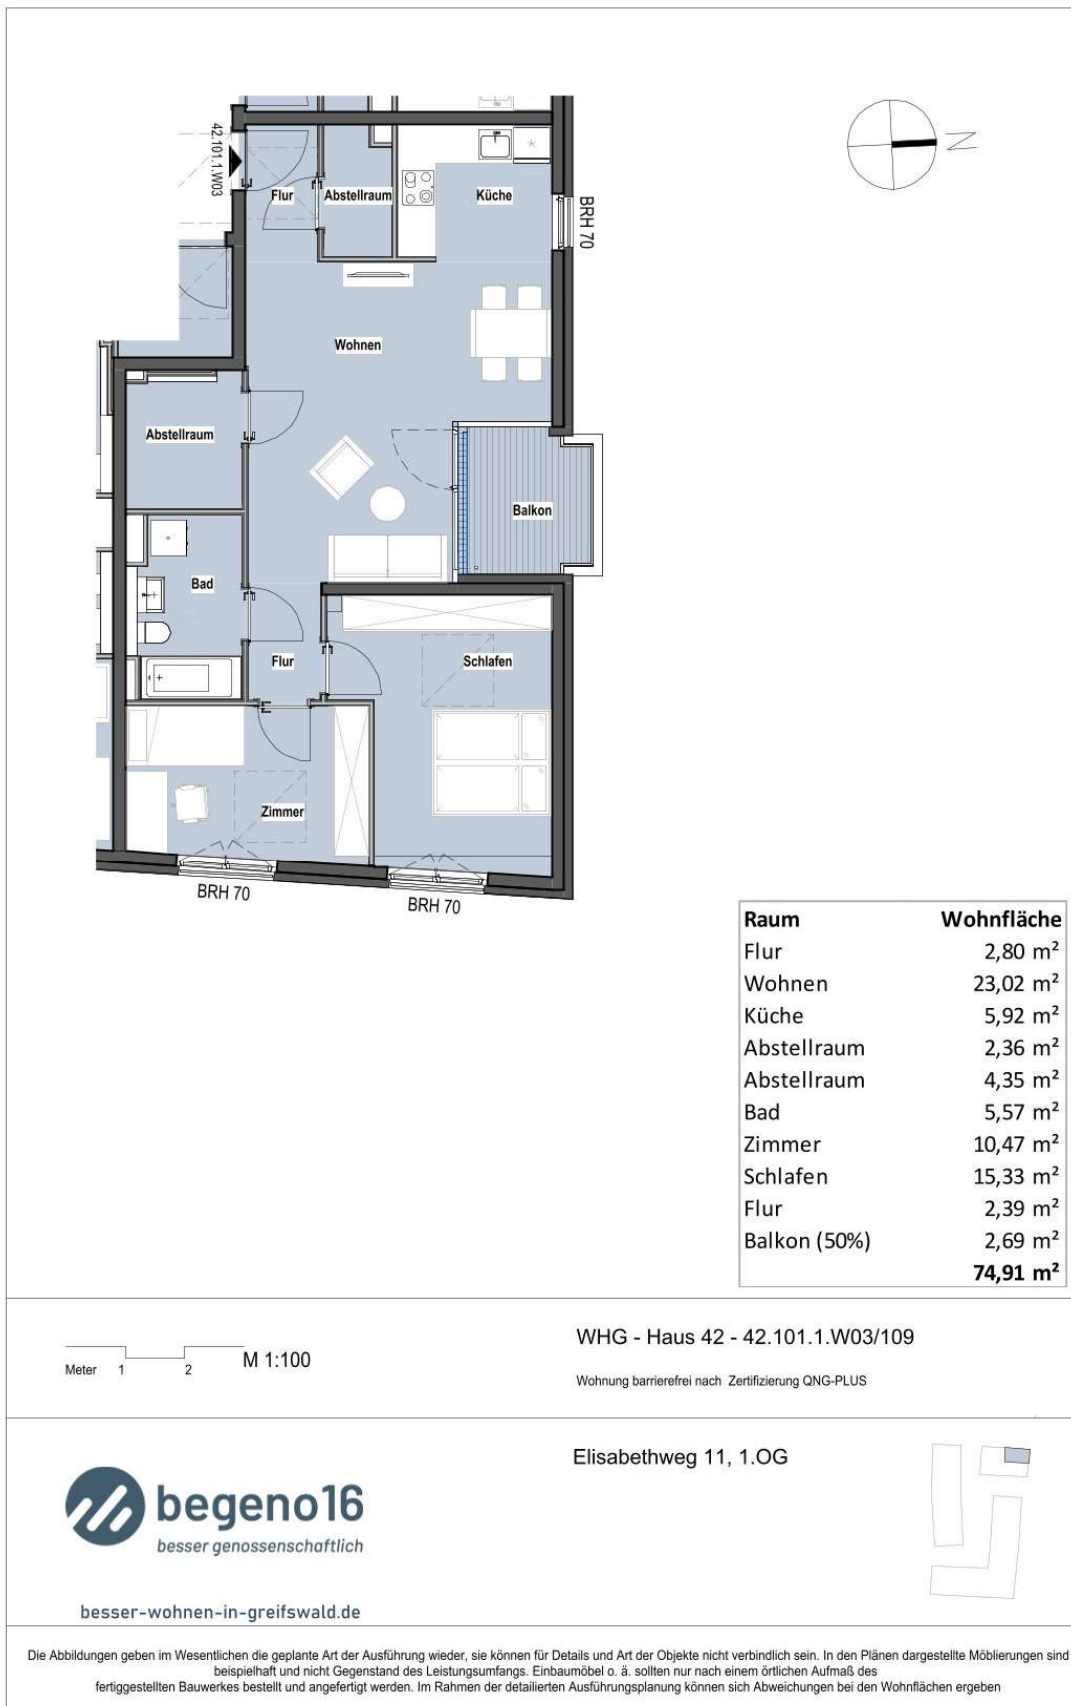 42.101.1.W03
Flur
Abstellraum
Küche
BRH 70
N
Wohnen
Abstellraum
Balkon
Bad
Flur
Schlafen
Zimmer
BRH 70
BRH 70
Raum Wohnfläche
Flur 2,80 m²
Wohnen 23,02 m²
Küche 5,92 m²
Abstellraum 2,36 m²
Abstellraum 4,35 m²
Bad 5,57 m²
Zimmer 10,47 m²
Schlafen 15,33 m²
Flur 2,39 m²
Balkon (50%) 2,69 m²
74,91 m²
Meter 1 2 M 1:100
WHG - Haus 42 - 42.101.1.W03/109
Wohnung barrierefrei nach Zertifizierung QNG-PLUS
Elisabethweg 11, 1.OG
begeno16
besser genossenschaftlich
besser-wohnen-in-greifswald.de
Die Abbildungen geben im Wesentlichen die geplante Art der Ausführung wieder, sie können für Details und Art der Objekte nicht verbindlich sein. In den Plänen dargestellte Möblierungen sind
beispielhaft und nicht Gegenstand des Leistungsumfangs. Einbaumöbel o. ä. sollten nur nach einem örtlichen Aufmaß des
fertiggestellten Bauwerkes bestellt und angefertigt werden. Im Rahmen der detailierten Ausführungsplanung können sich Abweichungen bei den Wohnflächen ergeben